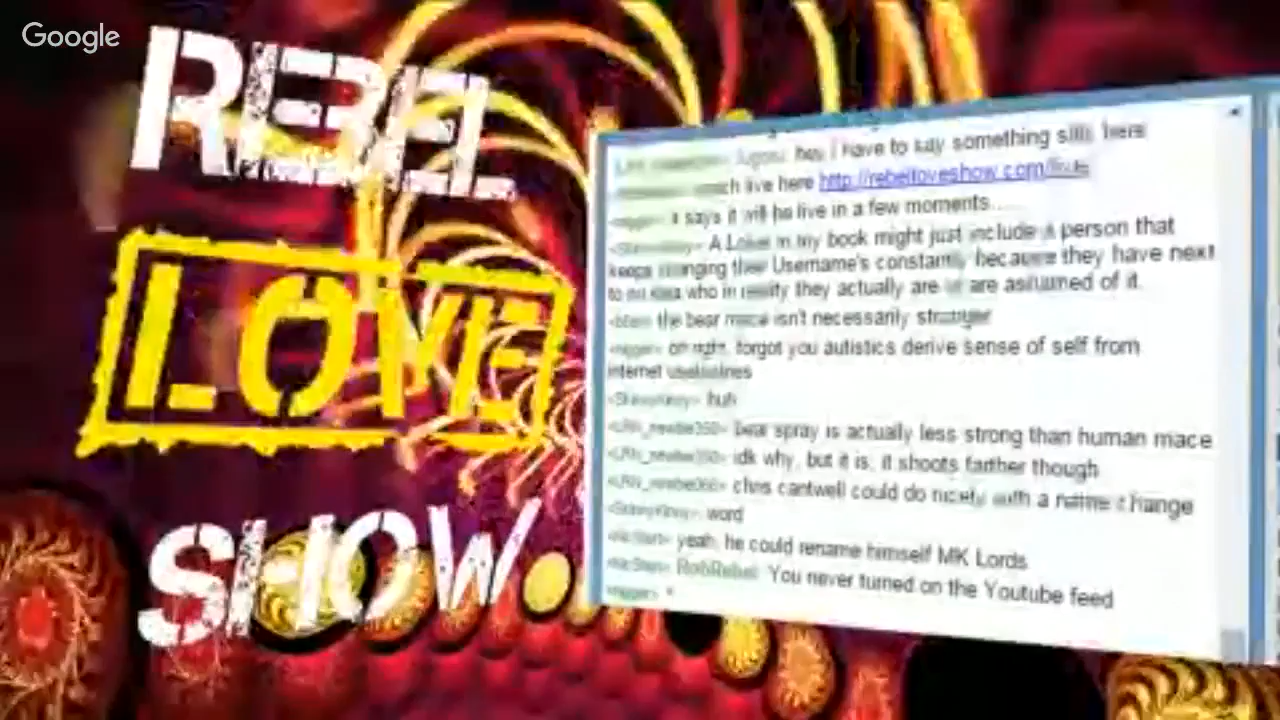 Google
REBEL
LOVE
SHOW
hey I have to say something silly here
live here http://rebelloveshow.com/live
it says it will be live in a few moments....
A Loser in my book might just include a person that
keeps changing their Username's constantly because they have next
to no idea who in reality they actually are or are ashamed of it.
the bear mace isn't necessarily stronger
oh right, forgot you autistics derive sense of self from
internet usernames
huh
<LRN_newbie360> bear spray is actually less strong than human mace
<LRN_newbie360> idk why, but it is, it shoots farther though
<LRN_newbie360> chris cantwell could do nicely with a name change
word
yeah, he could rename himself MK Lords
RobRebel: You never turned on the Youtube feed